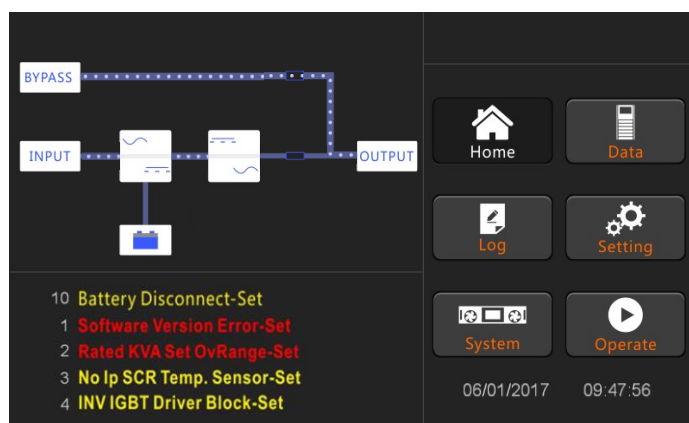 BYPASS
INPUT
OUTPUT
10 Battery Disconnect-Set
1 Software Version Error-Set
2 Rated KVA Set OvRange-Set
3 No Ip SCR Temp. Sensor-Set
4 INV IGBT Driver Block-Set
Home
Data
Log
Setting
System
Operate
06/01/2017 09:47:56